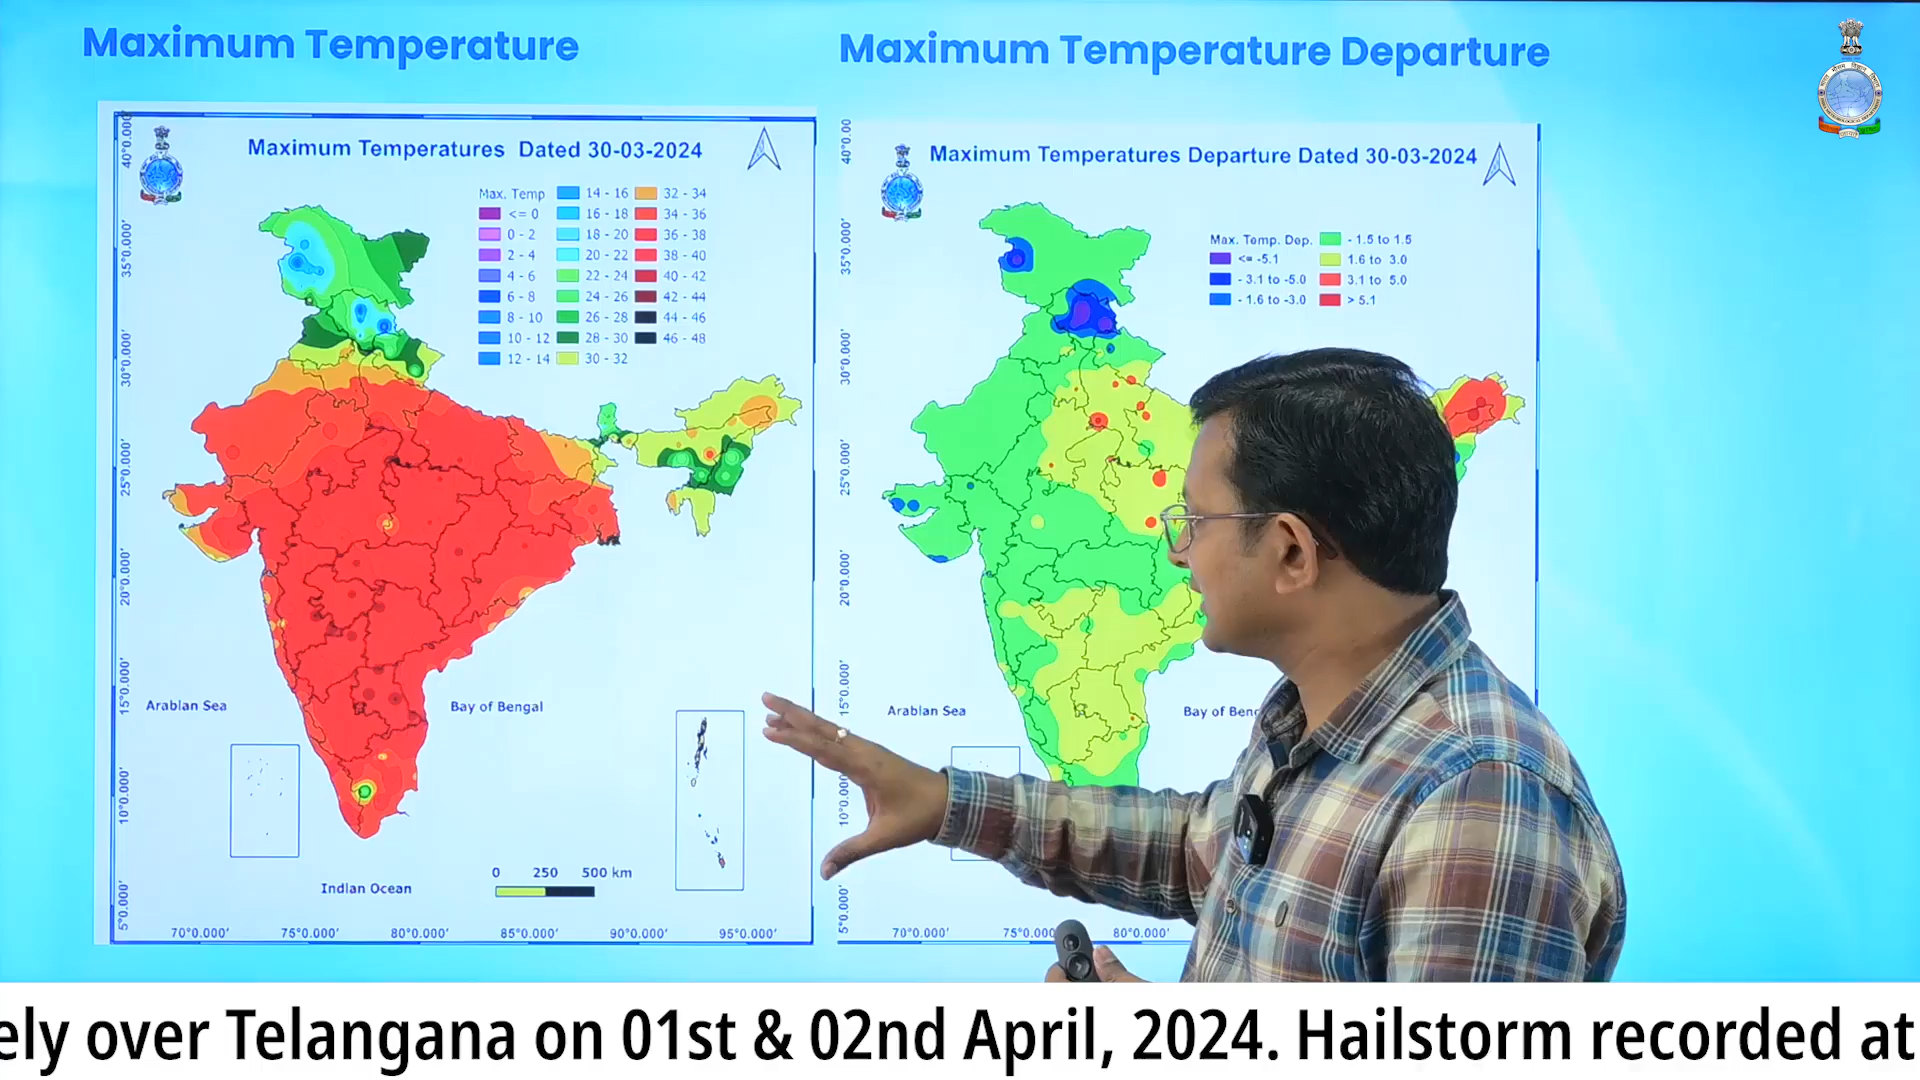 Maximum Temperature
Maximum Temperature Departure
Maximum Temperatures Dated 30-03-2024
Max. Temp
<= 0
0 - 2
2 - 4
4 - 6
6 - 8
8 - 10
10 - 12
12 - 14
14 - 16
16 - 18
18 - 20
20 - 22
22 - 24
24 - 26
26 - 28
28 - 30
30 - 32
32 - 34
34 - 36
36 - 38
38 - 40
40 - 42
42 - 44
44 - 46
46 - 48
40°0.000'
35°0.000'
30°0.000'
25°0.000'
20°0.000'
15°0.000'
10°0.000'
5°0.000'
Arabian Sea
Bay of Bengal
Indian Ocean
0 250 500 km
70°0.000' 75°0.000' 80°0.000' 85°0.000' 90°0.000' 95°0.000'
Maximum Temperatures Departure Dated 30-03-2024
Max. Temp. Dep.
<= -5.1
- 3.1 to -5.0
- 1.6 to -3.0
- 1.5 to 1.5
1.6 to 3.0
3.1 to 5.0
> 5.1
40°0.00
35°0.000'
30°0.000'
25°0.000'
20°0.000'
15°0.000'
10°0.0
5°0.000'
Arabian Sea
Bay of Beng
70°0.000' 75°0.000 80°0.000'
ely over Telangana on 01st & 02nd April, 2024. Hailstorm recorded at